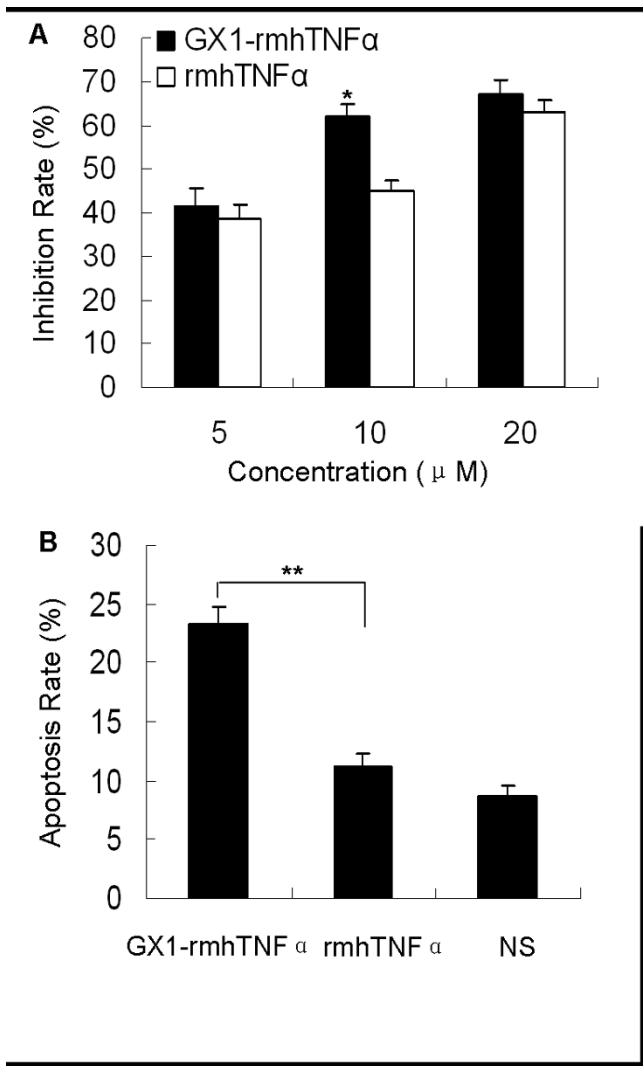 A
GX1-rmhTNFα
rmhTNFα
80
70
60
50
40
30
20
10
0
Inhibition Rate (%)
*
5 10 20
Concentration (μ M)
B
30
25
20
15
10
5
0
Apoptosis Rate (%)
**
GX1-rmhTNF α rmhTNF α NS